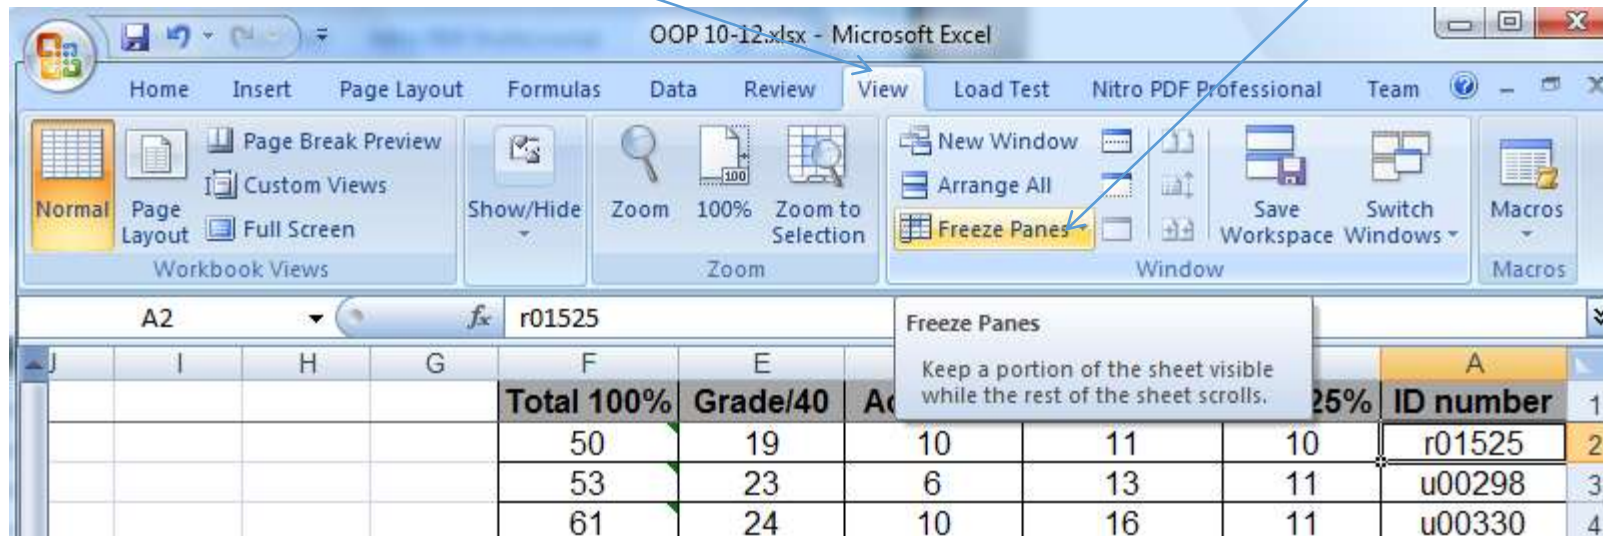 OOP 10-12.xlsx - Microsoft Excel
Home Insert Page Layout Formulas Data Review View Load Test Nitro PDF Professional Team
Normal
Page Layout
Page Break Preview
Custom Views
Full Screen
Workbook Views
Show/Hide
Zoom
100
100%
Zoom to Selection
Zoom
New Window
Arrange All
Freeze Panes
Save Workspace
Switch Windows
Window
Macros
Macros
A2 fx r01525
Freeze Panes
Keep a portion of the sheet visible
while the rest of the sheet scrolls.
J I H G F E A
Total 100% Grade/40 25% ID number 1
50 19 10 11 10 r01525 2
53 23 6 13 11 u00298 3
61 24 10 16 11 u00330 4